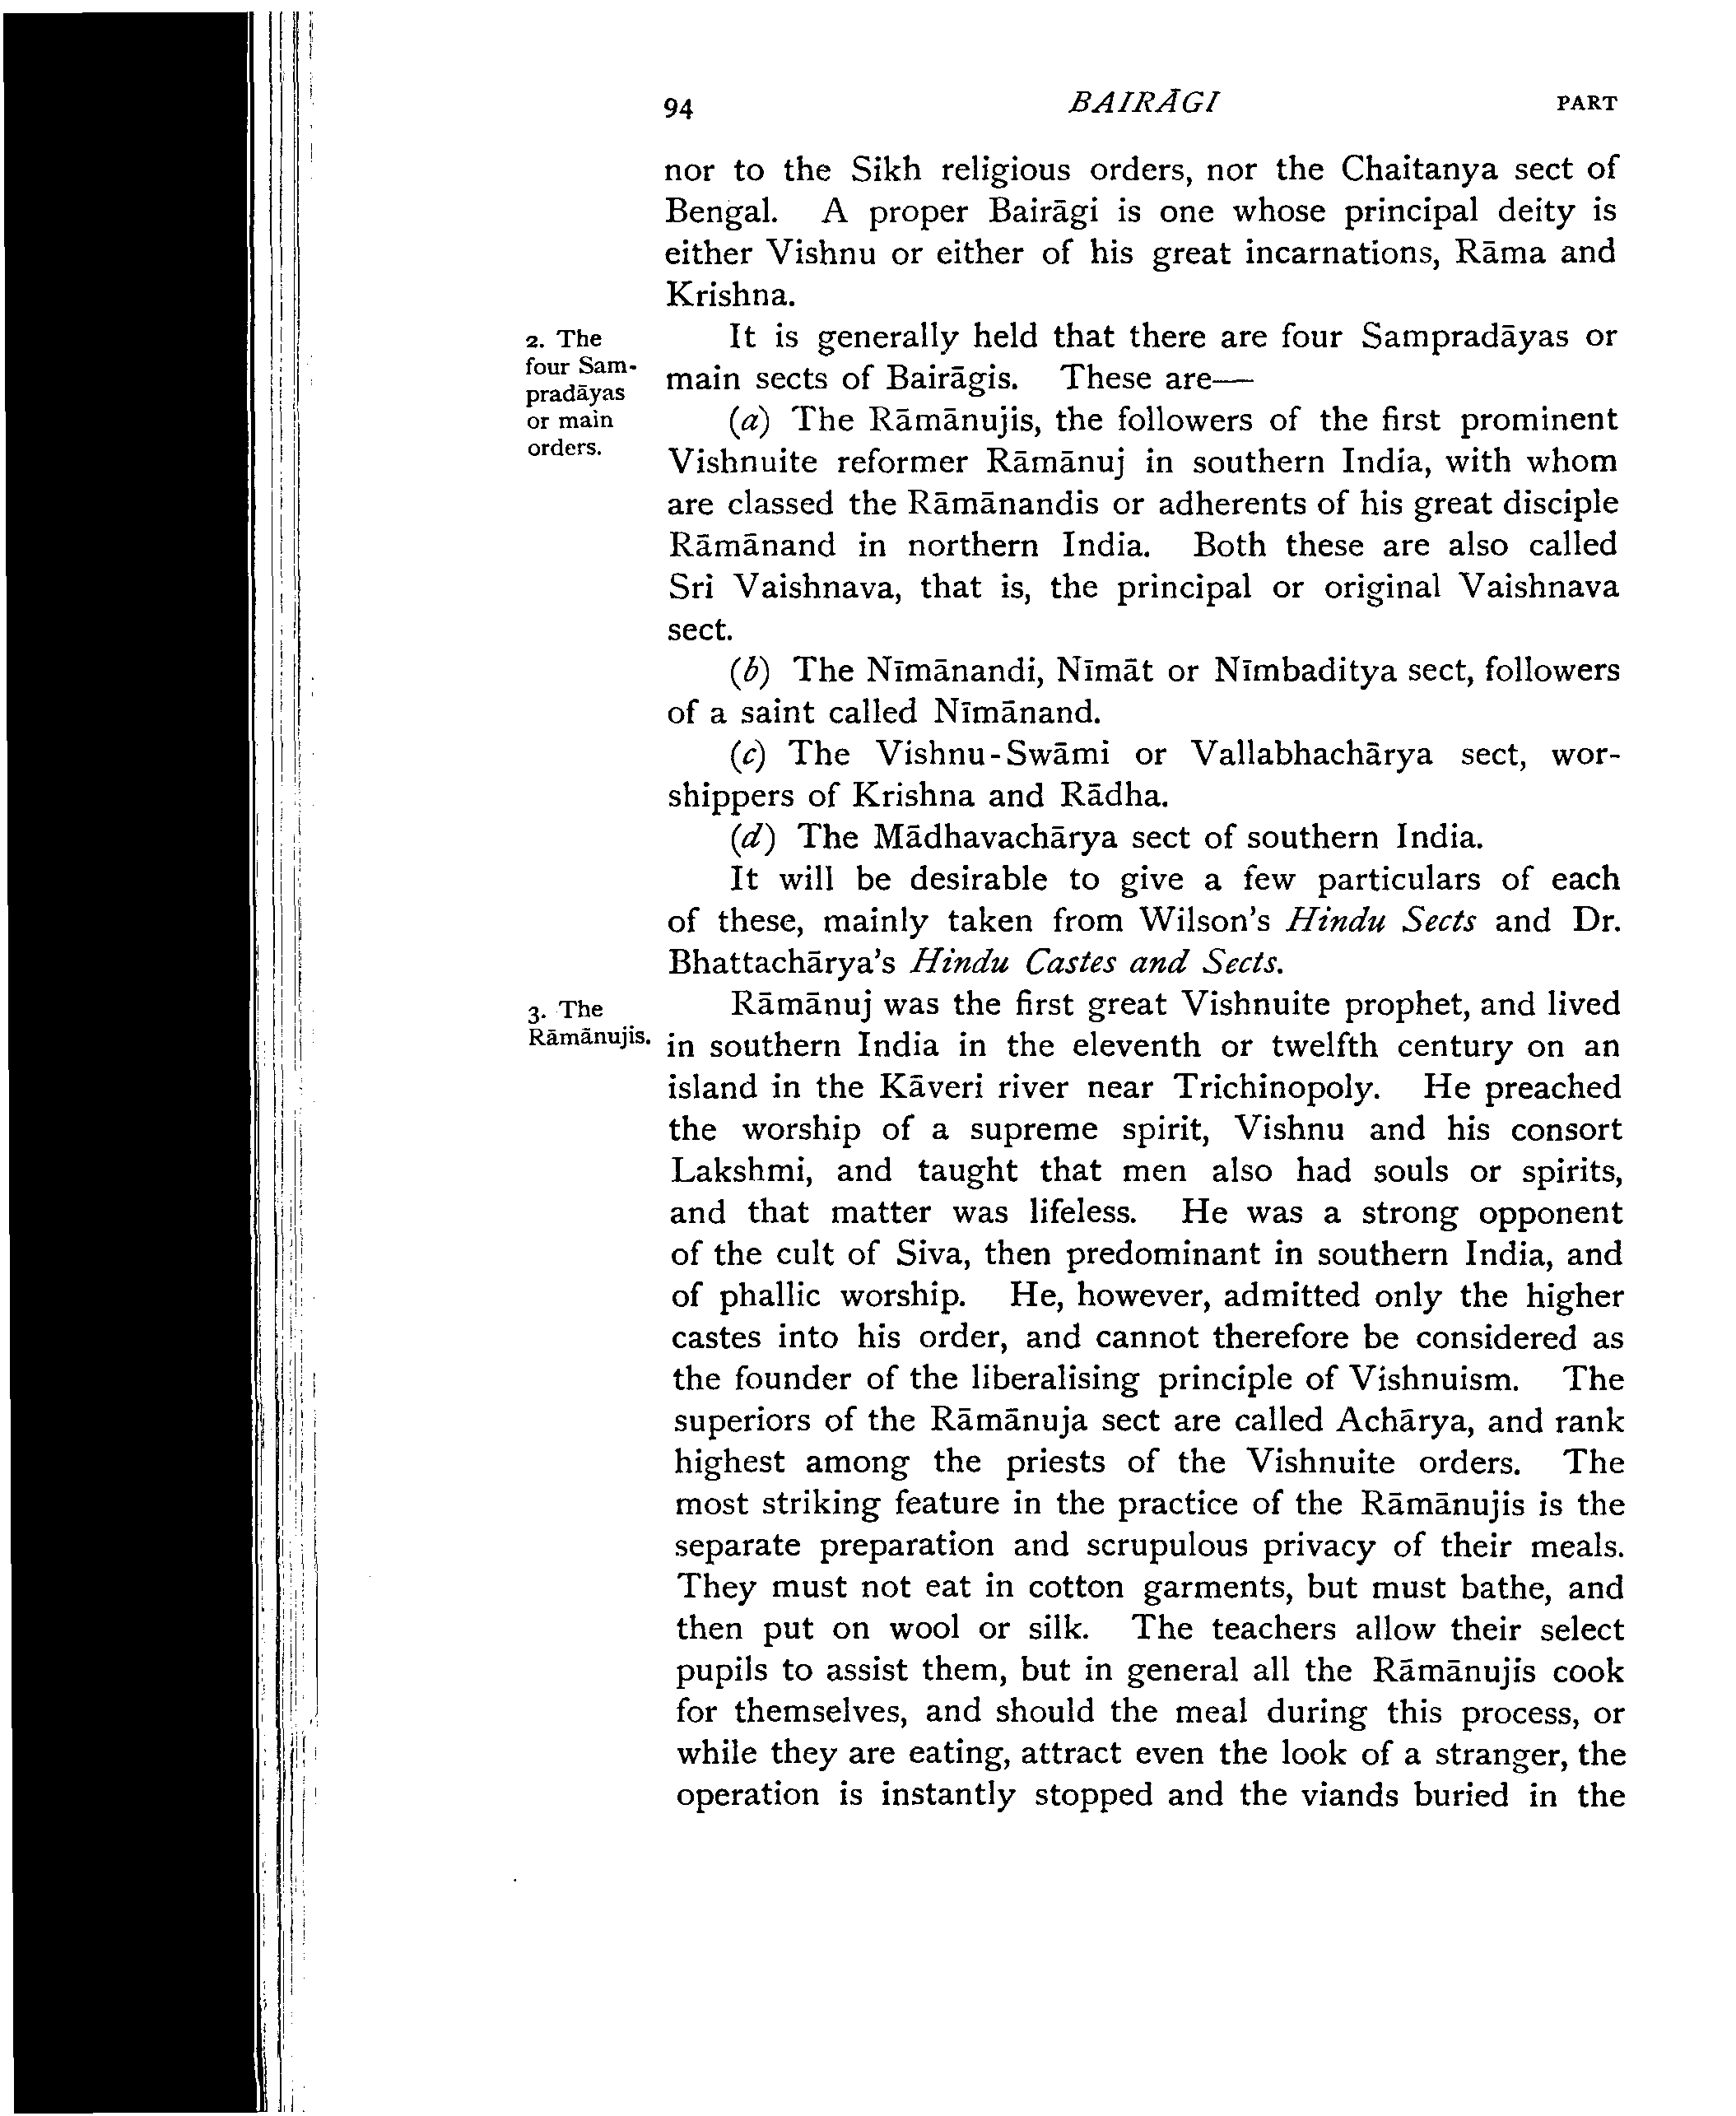 94 BAIRĀGI PART
nor to the Sikh religious orders, nor the Chaitanya sect of
Bengal. A proper Bairāgi is one whose principal deity is
either Vishnu or either of his great incarnations, Rāma and
Krishna.
2. The
four Sam-
pradāyas
or main
orders.
It is generally held that there are four Sampradāyas or
main sects of Bairāgis. These are—
(a) The Rāmānujis, the followers of the first prominent
Vishnuite reformer Rāmānuj in southern India, with whom
are classed the Rāmānandis or adherents of his great disciple
Rāmānand in northern India. Both these are also called
Sri Vaishnava, that is, the principal or original Vaishnava
sect.
(b) The Nīmānandi, Nīmāt or Nīmbaditya sect, followers
of a saint called Nīmānand.
(c) The Vishnu-Swāmi or Vallabhachārya sect, wor-
shippers of Krishna and Rādha.
(d) The Mādhavachārya sect of southern India.
It will be desirable to give a few particulars of each
of these, mainly taken from Wilson's Hindu Sects and Dr.
Bhattachārya's Hindu Castes and Sects.
3. The
Rāmānujis.
Rāmānuj was the first great Vishnuite prophet, and lived
in southern India in the eleventh or twelfth century on an
island in the Kāveri river near Trichinopoly. He preached
the worship of a supreme spirit, Vishnu and his consort
Lakshmi, and taught that men also had souls or spirits,
and that matter was lifeless. He was a strong opponent
of the cult of Siva, then predominant in southern India, and
of phallic worship. He, however, admitted only the higher
castes into his order, and cannot therefore be considered as
the founder of the liberalising principle of Vishnuism. The
superiors of the Rāmānuja sect are called Achārya, and rank
highest among the priests of the Vishnuite orders. The
most striking feature in the practice of the Rāmānujis is the
separate preparation and scrupulous privacy of their meals.
They must not eat in cotton garments, but must bathe, and
then put on wool or silk. The teachers allow their select
pupils to assist them, but in general all the Rāmānujis cook
for themselves, and should the meal during this process, or
while they are eating, attract even the look of a stranger, the
operation is instantly stopped and the viands buried in the